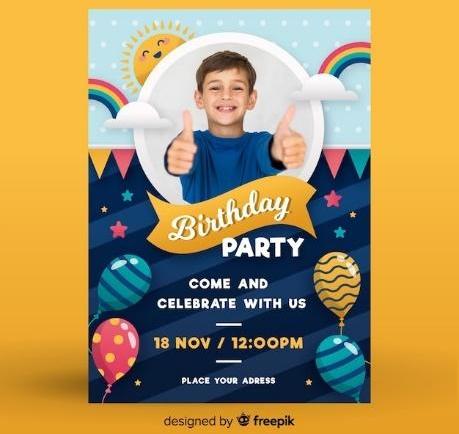 Birthday
PARTY
COME AND
CELEBRATE WITH US
18 NOV / 12:00PM
PLACE YOUR ADRESS
designed by freepik